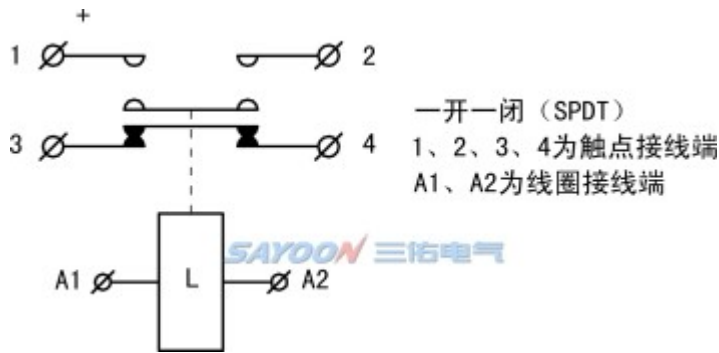 +
1
2
一开一闭（SPDT）
3
4
1、2、3、4为触点接线端
A1、A2为线圈接线端
SAYOON 三佑电气
A1
L
A2